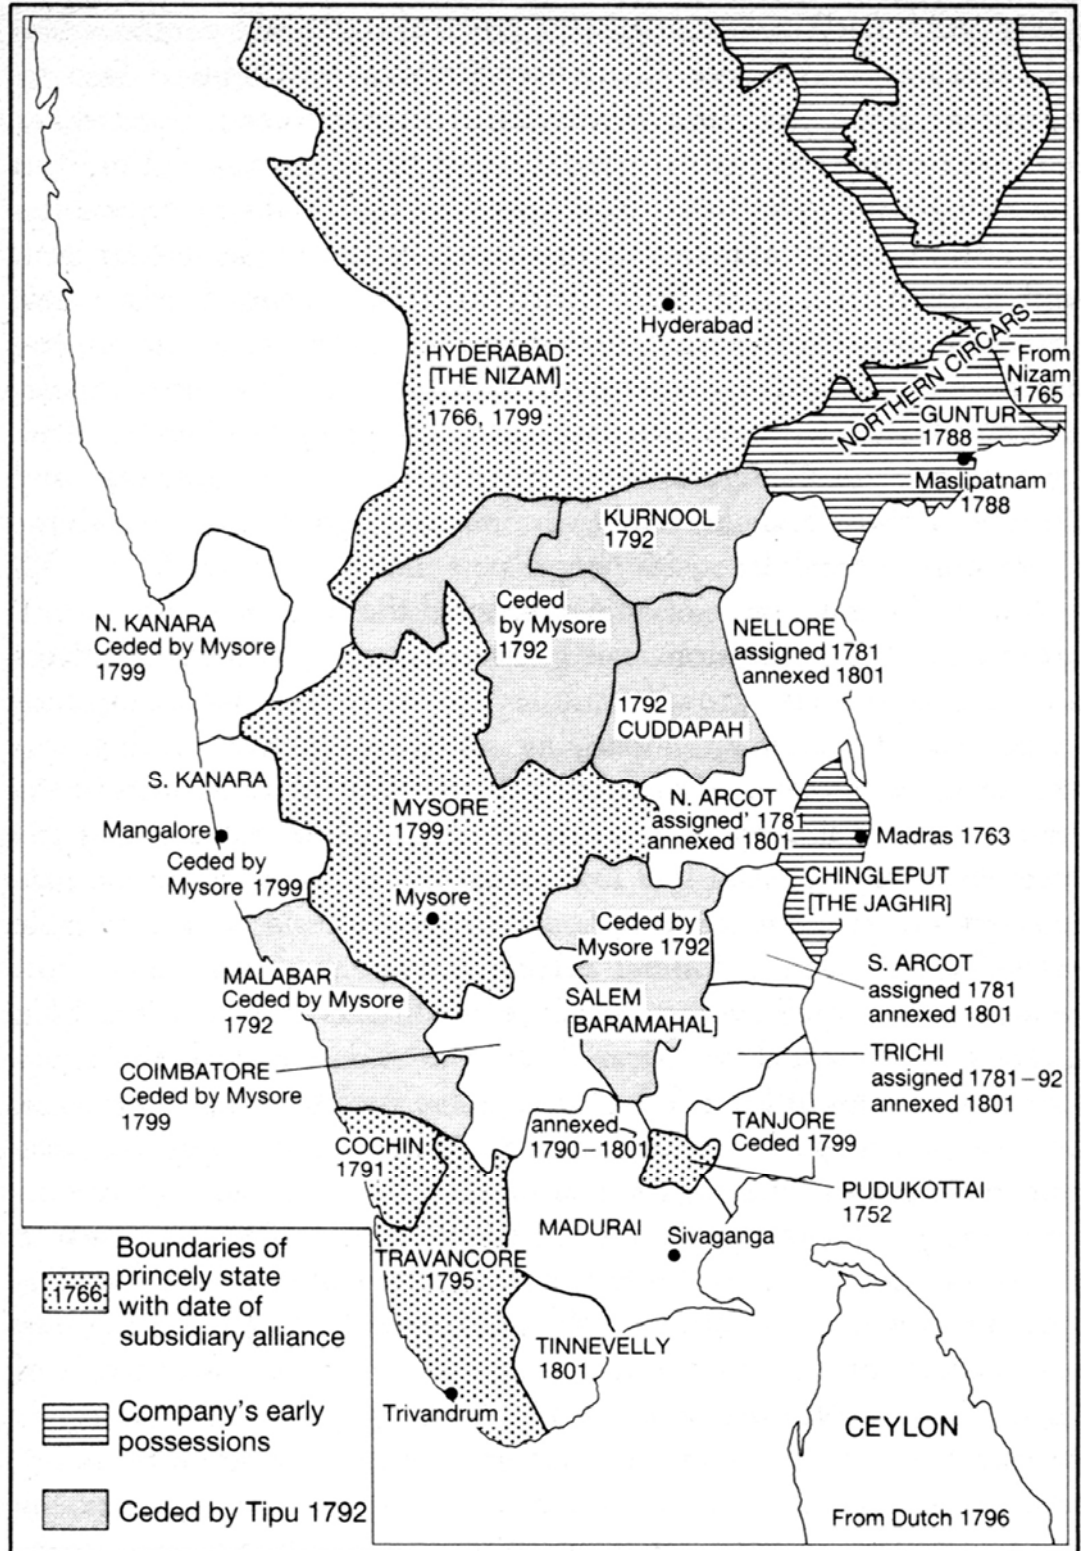 Hyderabad
HYDERABAD
[THE NIZAM]
1766, 1799
NORTHERN CIRCARS
From
Nizam
1765
GUNTUR
1788
Maslipatnam
1788
KURNOOL
1792
Ceded
by Mysore
1792
N. KANARA
Ceded by Mysore
1799
NELLORE
assigned 1781
annexed 1801
1792
CUDDAPAH
S. KANARA
Mangalore
Ceded by
Mysore 1799
MYSORE
1799
Mysore
N. ARCOT
assigned' 1781
annexed 1801
Madras 1763
CHINGLEPUT
[THE JAGHIR]
Ceded by
Mysore 1792
SALEM
[BARAMAHAL]
S. ARCOT
assigned 1781
annexed 1801
MALABAR
Ceded by Mysore
1792
COIMBATORE
Ceded by Mysore
1799
TRICHI
assigned 1781–92
annexed 1801
annexed
1790–1801
TANJORE
Ceded 1799
COCHIN
1791
PUDUKOTTAI
1752
MADURAI
Sivaganga
TRAVANCORE
1795
TINNEVELLY
1801
Trivandrum
CEYLON
From Dutch 1796
1766
Boundaries of
princely state
with date of
subsidiary alliance
Company's early
possessions
Ceded by Tipu 1792